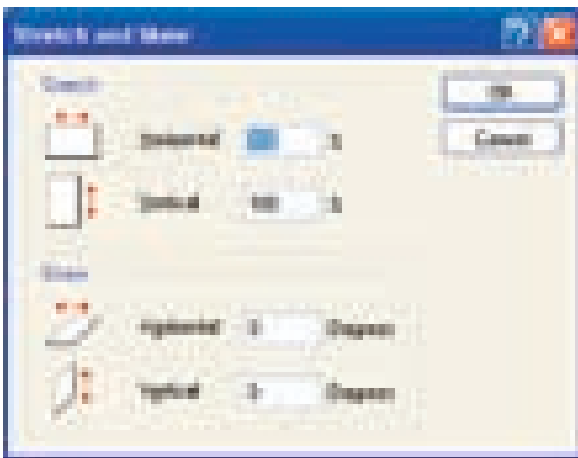 Stretch and Skew
Stretch
Horizontal %
Vertical 100 %
Skew
Horizontal 0 Degrees
Vertical 0 Degrees
OK
Cancel